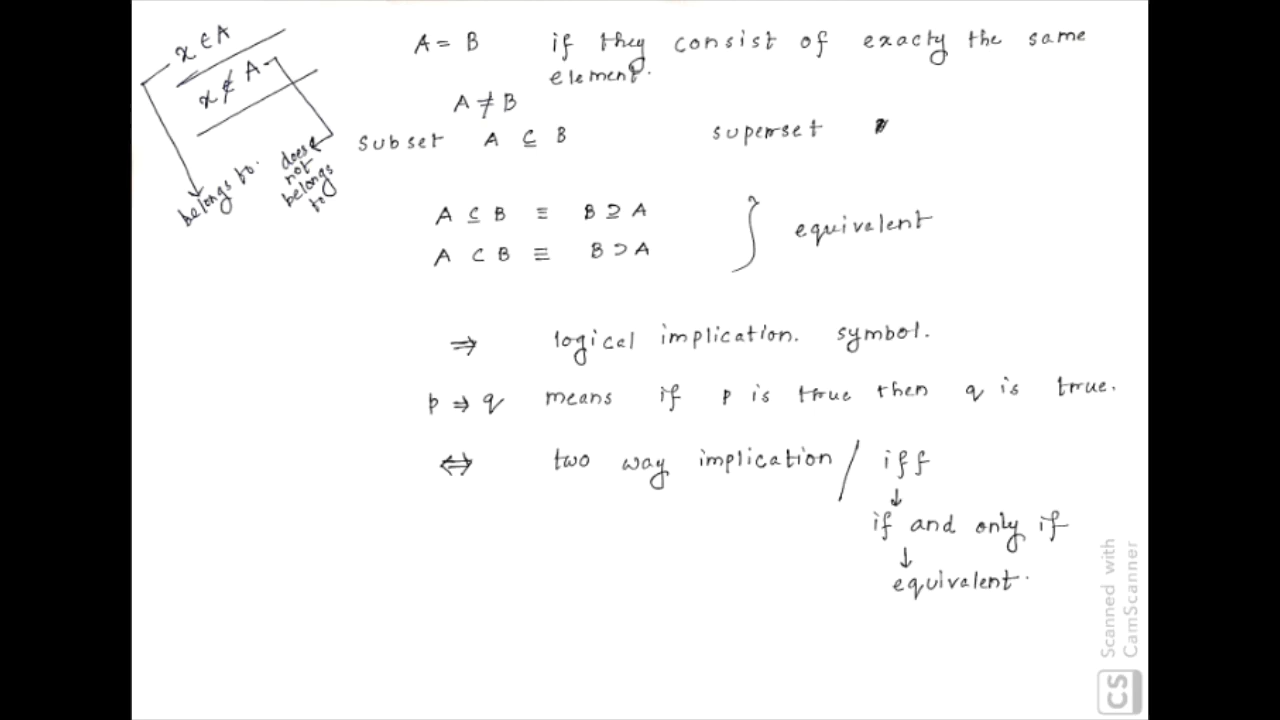 x ∈ A
x ∉ A
belongs to.
does
not
belongs
to
A = B if they consist of exacty the same
element.
A ≠ B
subset A ⊆ B superset
A ⊆ B ≡ B ⊇ A
A ⊂ B ≡ B ⊃ A
} equivalent
⇒ logical implication. symbol.
p ⇒ q means if p is true then q is true.
⇔ two way implication / iff
↓
if and only if
↓
equivalent.
Scanned with
CamScanner
CS